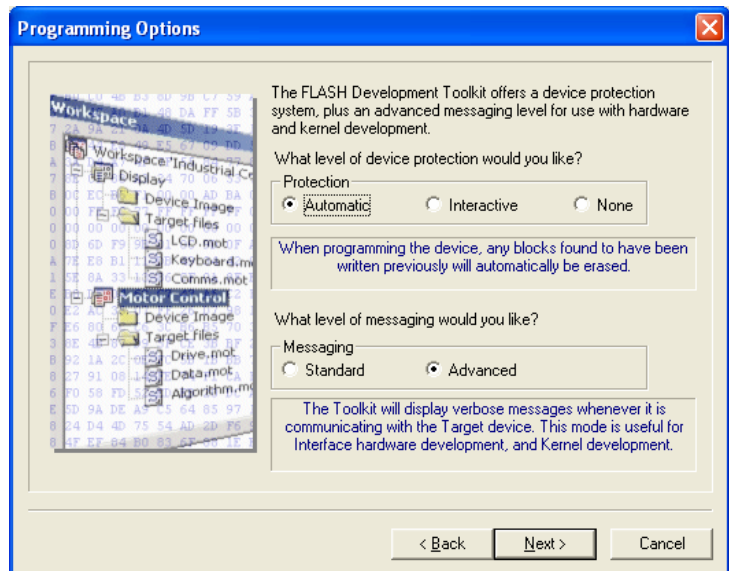 Programming Options
Workspace
Workspace 'Industrial Co
Display
Device Image
Target files
LCD.mot
Keyboard.m
Comms.mot
Motor Control
Device Image
Target files
Drive.mot
Data.mot
Algorithm.mo
The FLASH Development Toolkit offers a device protection
system, plus an advanced messaging level for use with hardware
and kernel development.
What level of device protection would you like?
Protection
Automatic
Interactive
None
When programming the device, any blocks found to have been
written previously will automatically be erased.
What level of messaging would you like?
Messaging
Standard
Advanced
The Toolkit will display verbose messages whenever it is
communicating with the Target device. This mode is useful for
Interface hardware development, and Kernel development.
< Back
Next >
Cancel